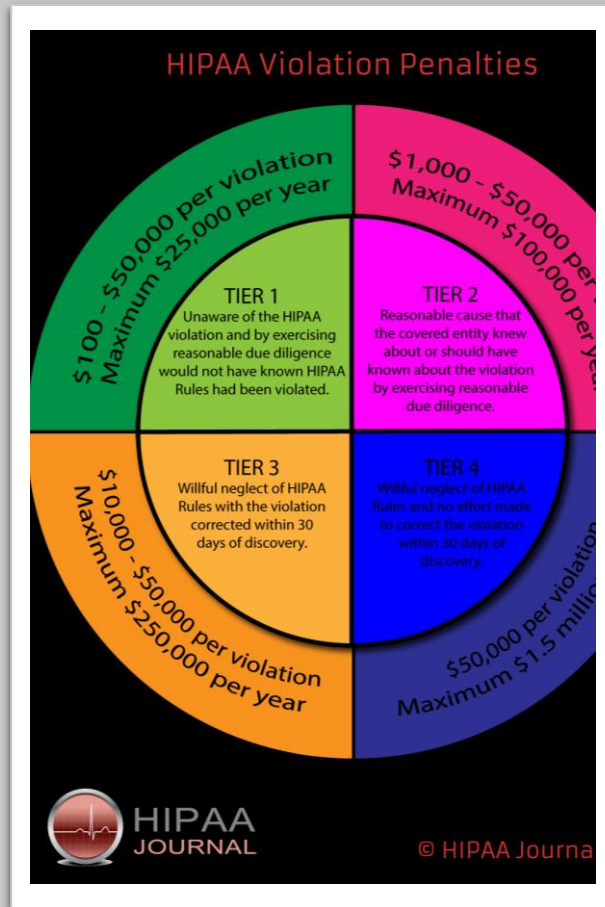 HIPAA Violation Penalties
$100 - $50,000 per violation
Maximum $25,000 per year
$1,000 - $50,000 per
Maximum $100,000 per year
TIER 1
Unaware of the HIPAA
violation and by exercising
reasonable due diligence
would not have known HIPAA
Rules had been violated.
TIER 2
Reasonable cause that
the covered entity knew
about or should have
known about the violation
by exercising reasonable
due diligence.
TIER 3
Willful neglect of HIPAA
Rules with the violation
corrected within 30
days of discovery.
TIER 4
Willful neglect of HIPAA
Rules and no effort made
to correct the violation
within 30 days of
discovery.
$10,000 - $50,000 per violation
Maximum $250,000 per year
$50,000 per violation
Maximum $1.5 million
HIPAA
JOURNAL
© HIPAA Journa